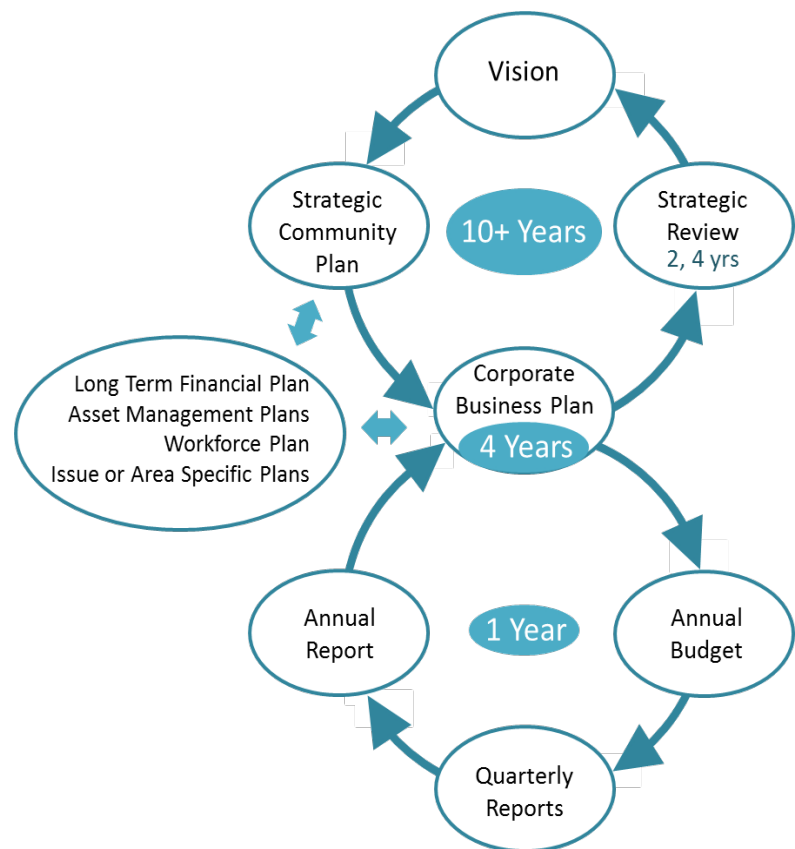 Vision
Strategic
Community
Plan
10+ Years
Strategic
Review
2, 4 yrs
Long Term Financial Plan
Asset Management Plans
Workforce Plan
Issue or Area Specific Plans
Corporate
Business Plan
4 Years
Annual
Report
1 Year
Annual
Budget
Quarterly
Reports